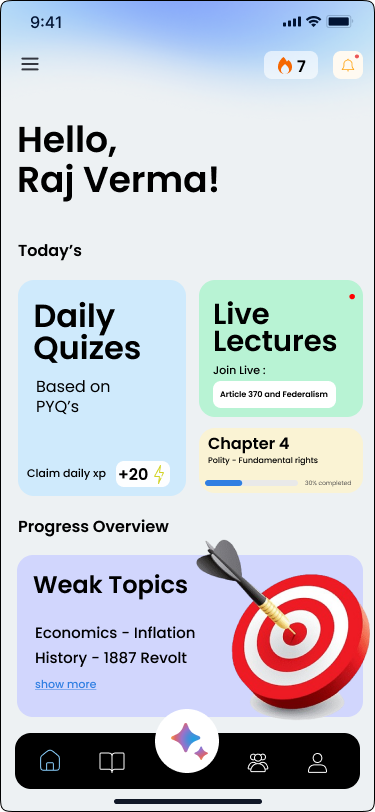 9:41
7
Hello,
Raj Verma!
Today's
Daily
Quizes
Based on
PYQ's
Claim daily xp +20
Live
Lectures
Join Live :
Article 370 and Federalism
Chapter 4
Polity - Fundamental rights
30% completed
Progress Overview
Weak Topics
Economics - Inflation
History - 1887 Revolt
show more